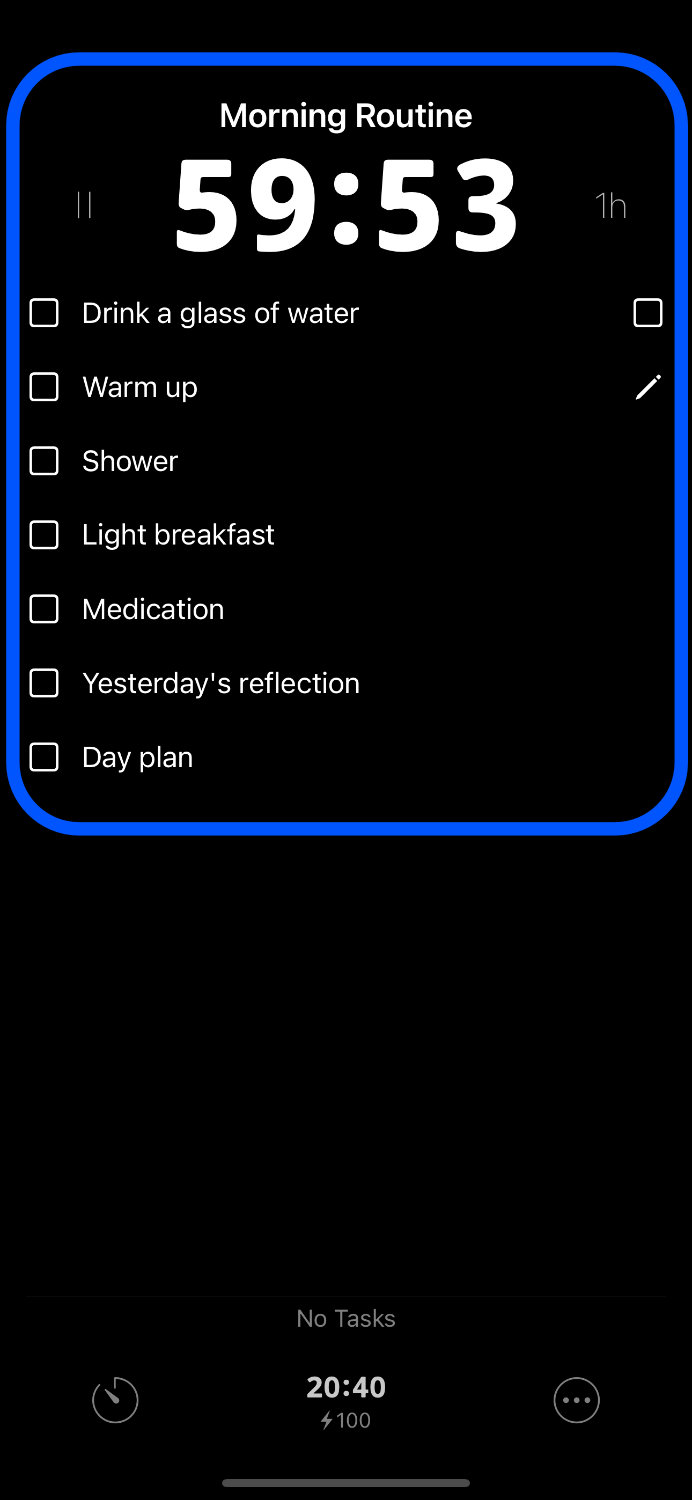 Morning Routine
59:53
1h
Drink a glass of water
Warm up
Shower
Light breakfast
Medication
Yesterday's reflection
Day plan
No Tasks
20:40
100